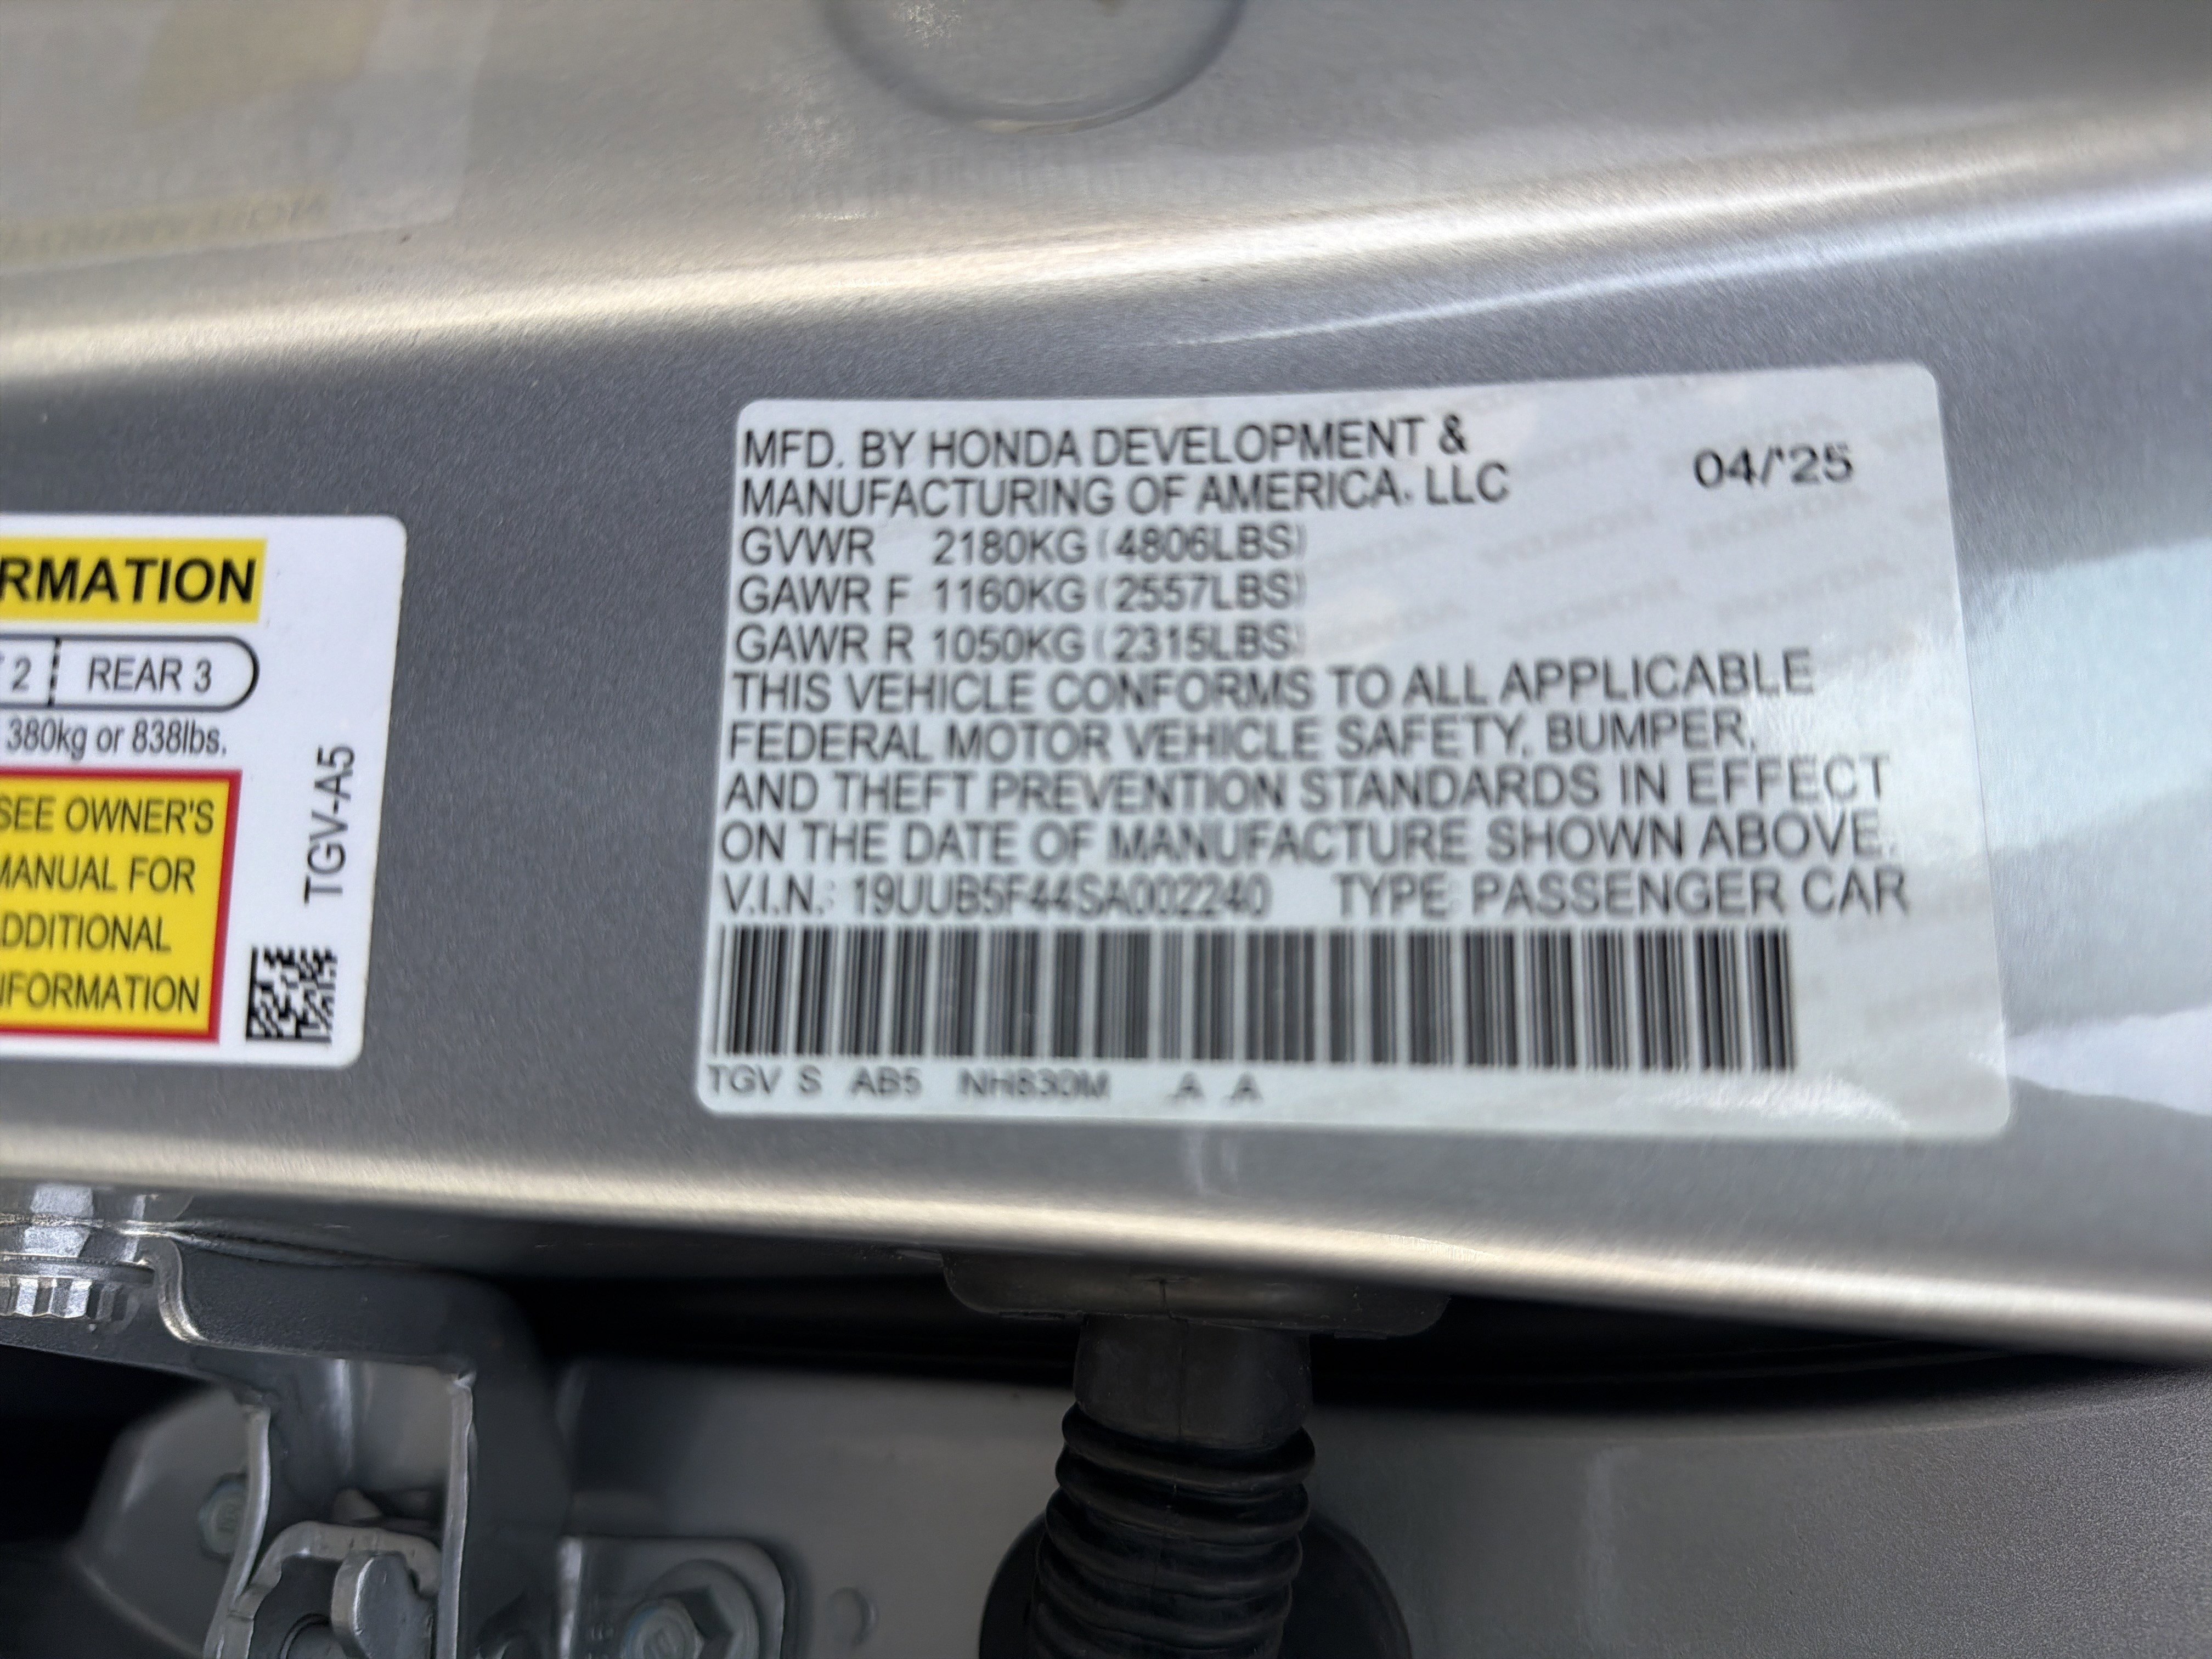 RMATION
2 REAR 3
380kg or 838lbs.
SEE OWNER'S
MANUAL FOR
DDITIONAL
NFORMATION
TGV-A5
MFD. BY HONDA DEVELOPMENT &
MANUFACTURING OF AMERICA, LLC
04/'25
GVWR 2180KG (4806LBS)
GAWR F 1160KG (2557LBS)
GAWR R 1050KG (2315LBS)
THIS VEHICLE CONFORMS TO ALL APPLICABLE
FEDERAL MOTOR VEHICLE SAFETY, BUMPER,
AND THEFT PREVENTION STANDARDS IN EFFECT
ON THE DATE OF MANUFACTURE SHOWN ABOVE.
V.I.N.: 19UUB5F44SA002240 TYPE: PASSENGER CAR
TGV S AB5 NH830M A A